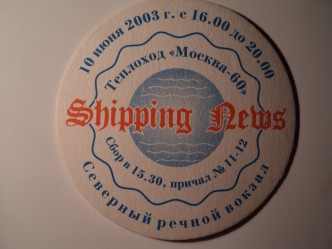 10 июня 2003 г. с 16.00 до 20.00
Теплоход «Москва-60»
Shipping News
Сбор в 15.30, причал № 11-12
Северный речной вокзал